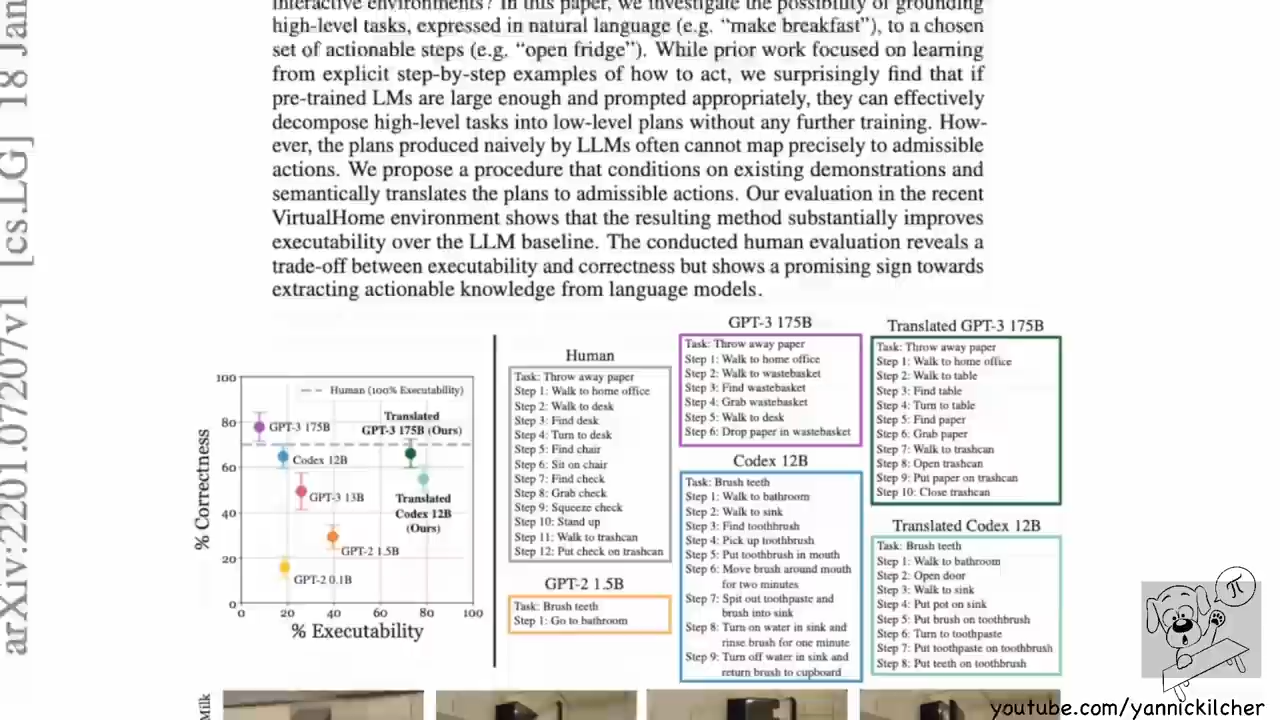 arXiv:2201.07207v1 [cs.LG] 18 Jan
interactive environments? In this paper, we investigate the possibility of grounding
high-level tasks, expressed in natural language (e.g. “make breakfast”), to a chosen
set of actionable steps (e.g. “open fridge”). While prior work focused on learning
from explicit step-by-step examples of how to act, we surprisingly find that if
pre-trained LMs are large enough and prompted appropriately, they can effectively
decompose high-level tasks into low-level plans without any further training. How-
ever, the plans produced naively by LLMs often cannot map precisely to admissible
actions. We propose a procedure that conditions on existing demonstrations and
semantically translates the plans to admissible actions. Our evaluation in the recent
VirtualHome environment shows that the resulting method substantially improves
executability over the LLM baseline. The conducted human evaluation reveals a
trade-off between executability and correctness but shows a promising sign towards
extracting actionable knowledge from language models.
% Correctness
100
80
60
40
20
0
0 20 40 60 80 100
% Executability
Human (100% Executability)
GPT-3 175B
Translated
GPT-3 175B (Ours)
Codex 12B
GPT-3 13B
Translated
Codex 12B
(Ours)
GPT-2 1.5B
GPT-2 0.1B
Human
Task: Throw away paper
Step 1: Walk to home office
Step 2: Walk to desk
Step 3: Find desk
Step 4: Turn to desk
Step 5: Find chair
Step 6: Sit on chair
Step 7: Find check
Step 8: Grab check
Step 9: Squeeze check
Step 10: Stand up
Step 11: Walk to trashcan
Step 12: Put check on trashcan
GPT-2 1.5B
Task: Brush teeth
Step 1: Go to bathroom
GPT-3 175B
Task: Throw away paper
Step 1: Walk to home office
Step 2: Walk to wastebasket
Step 3: Find wastebasket
Step 4: Grab wastebasket
Step 5: Walk to desk
Step 6: Drop paper in wastebasket
Codex 12B
Task: Brush teeth
Step 1: Walk to bathroom
Step 2: Walk to sink
Step 3: Find toothbrush
Step 4: Pick up toothbrush
Step 5: Put toothbrush in mouth
Step 6: Move brush around mouth
for two minutes
Step 7: Spit out toothpaste and
brush into sink
Step 8: Turn on water in sink and
rinse brush for one minute
Step 9: Turn off water in sink and
return brush to cupboard
Translated GPT-3 175B
Task: Throw away paper
Step 1: Walk to home office
Step 2: Walk to table
Step 3: Find table
Step 4: Turn to table
Step 5: Find paper
Step 6: Grab paper
Step 7: Walk to trashcan
Step 8: Open trashcan
Step 9: Put paper on trashcan
Step 10: Close trashcan
Translated Codex 12B
Task: Brush teeth
Step 1: Walk to bathroom
Step 2: Open door
Step 3: Walk to sink
Step 4: Put pot on sink
Step 5: Put brush on toothbrush
Step 6: Turn to toothpaste
Step 7: Put toothpaste on toothbrush
Step 8: Put teeth on toothbrush
Milk
π
youtube.com/yannickilcher